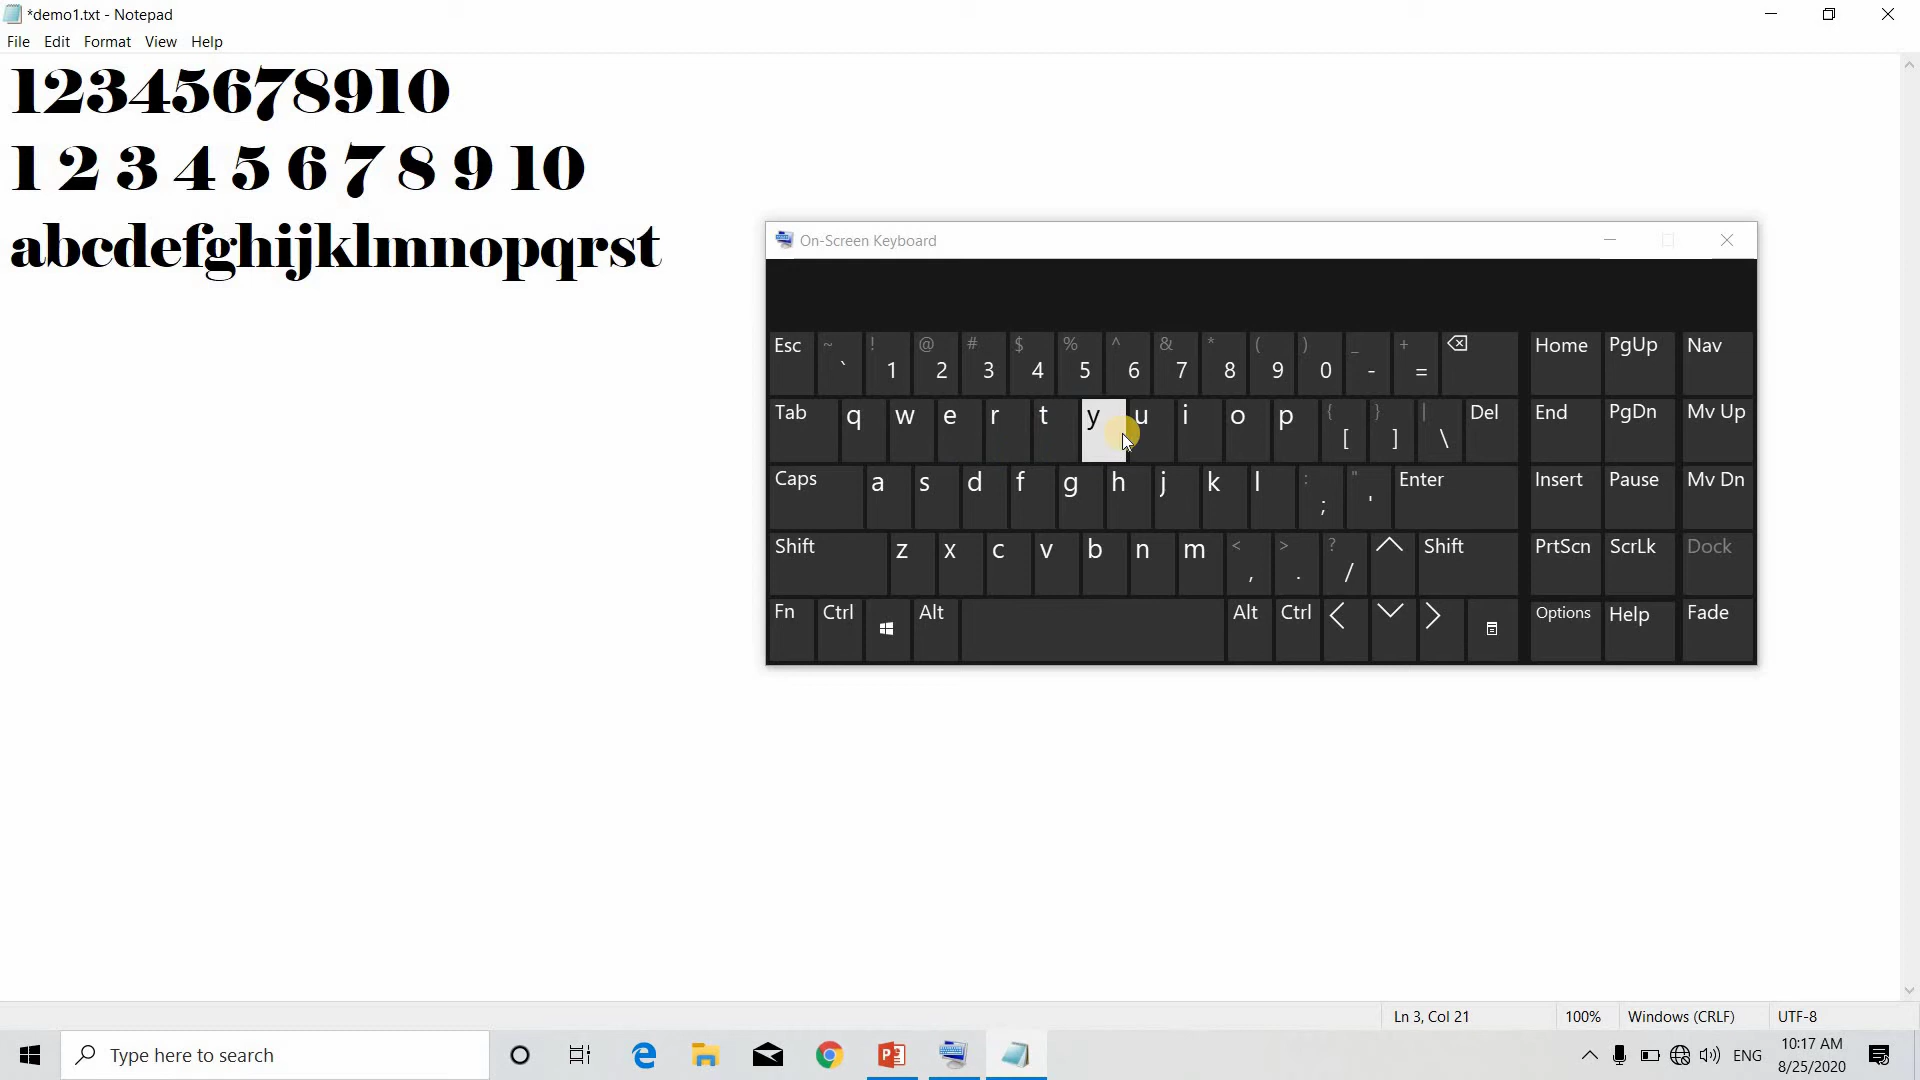 *demo1.txt - Notepad
File Edit Format View Help
12345678910
1 2 3 4 5 6 7 8 9 10
abcdefghijklmnopqrst
On-Screen Keyboard
Esc ~ ` ! 1 @ 2 # 3 $ 4 % 5 ^ 6 & 7 * 8 ( 9 ) 0 _ - + = Home PgUp Nav
Tab q w e r t y u i o p { [ } ] | \ Del End PgDn Mv Up
Caps a s d f g h j k l : ; " ' Enter Insert Pause Mv Dn
Shift z x c v b n m < , > . ? / Shift PrtScn ScrLk Dock
Fn Ctrl Alt Alt Ctrl Options Help Fade
Ln 3, Col 21 100% Windows (CRLF) UTF-8
Type here to search
ENG
10:17 AM
8/25/2020